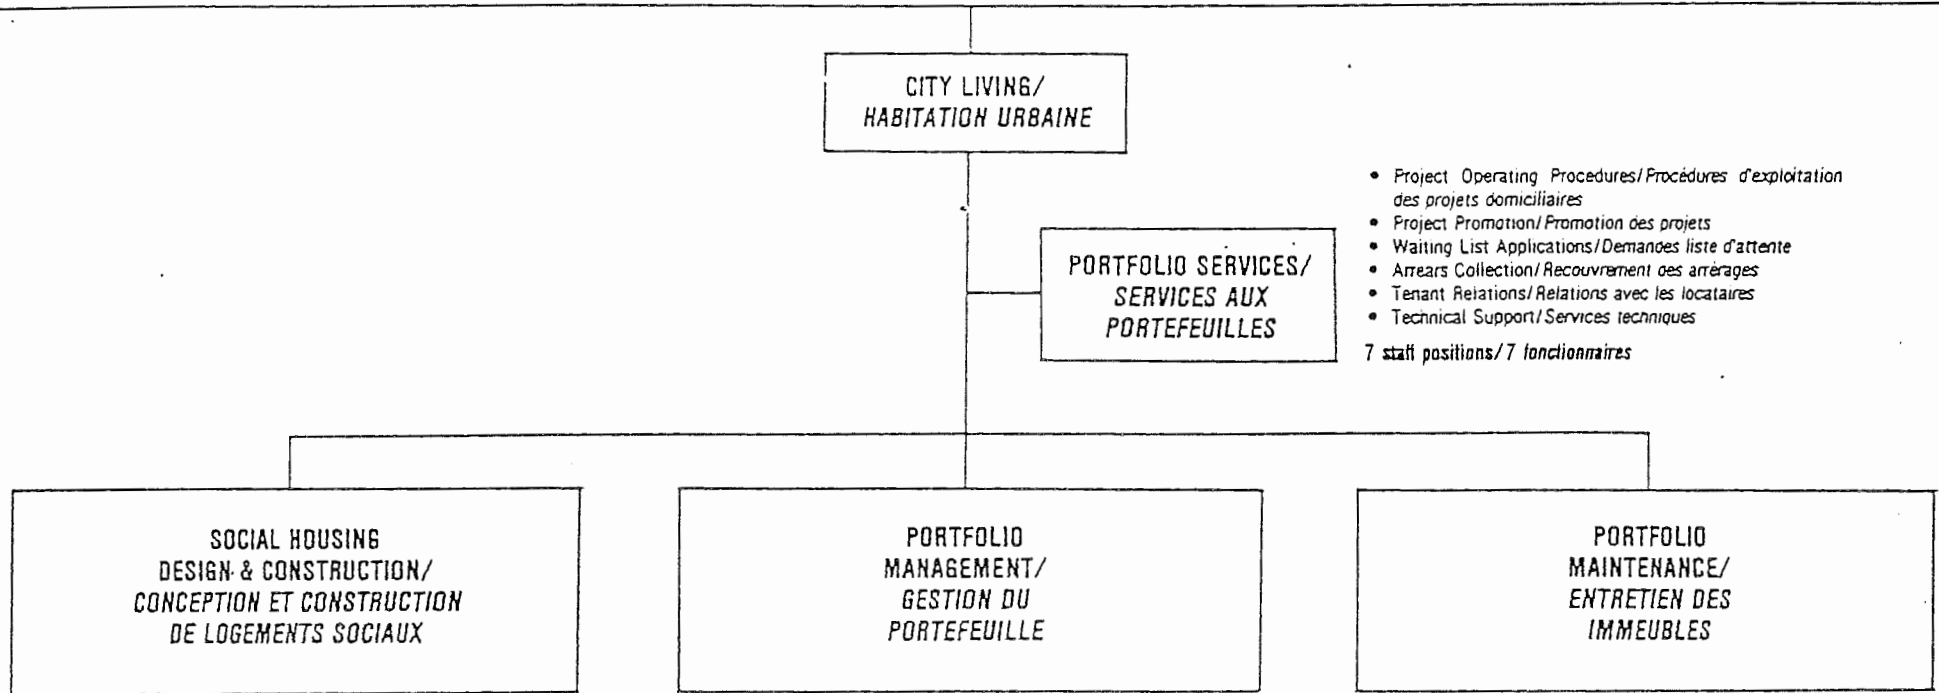 CITY LIVING/
HABITATION URBAINE
• Project Operating Procedures/Procédures d'exploitation
des projets domiciliaires
• Project Promotion/Promotion des projets
• Waiting List Applications/Demandes liste d'attente
• Arrears Collection/Recouvrement des arrérages
• Tenant Relations/Relations avec les locataires
• Technical Support/Services techniques
7 staff positions/7 fonctionnaires
PORTFOLIO SERVICES/
SERVICES AUX
PORTEFEUILLES
SOCIAL HOUSING
DESIGN & CONSTRUCTION/
CONCEPTION ET CONSTRUCTION
DE LOGEMENTS SOCIAUX
PORTFOLIO
MANAGEMENT/
GESTION DU
PORTEFEUILLE
PORTFOLIO
MAINTENANCE/
ENTRETIEN DES
IMMEUBLES